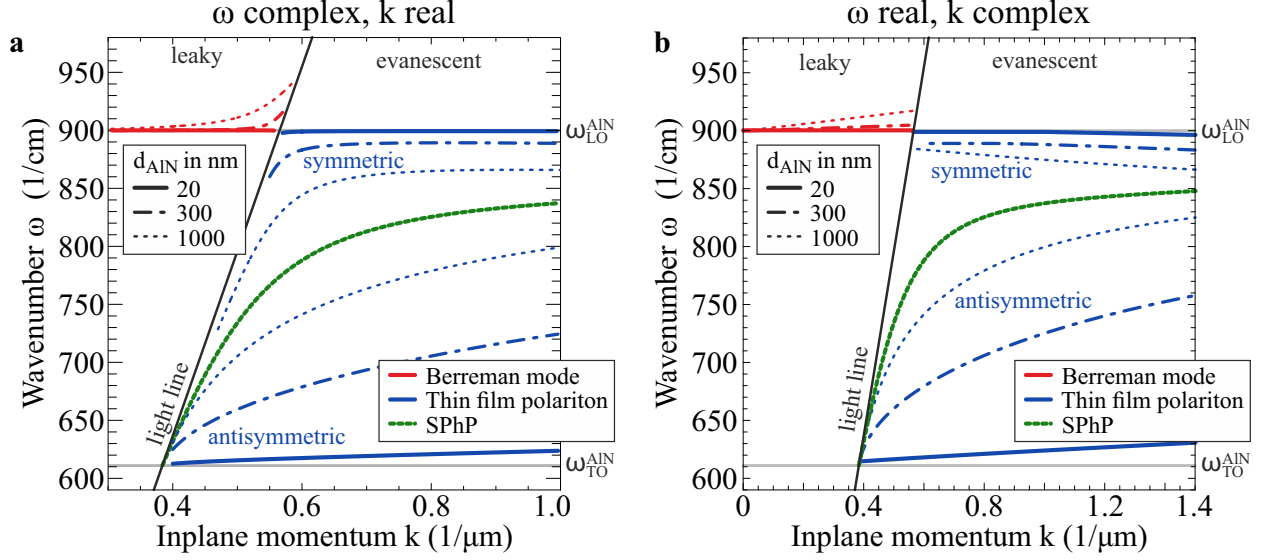 ω complex, k real
a
leaky
evanescent
950
900
850
800
750
700
650
600
Wavenumber ω (1/cm)
ω_LO^AlN
d_AlN in nm
20
300
1000
symmetric
light line
antisymmetric
Berreman mode
Thin film polariton
SPhP
ω_TO^AlN
0.4
0.6
0.8
1.0
Inplane momentum k (1/μm)
ω real, k complex
b
leaky
evanescent
950
900
850
800
750
700
650
600
Wavenumber ω (1/cm)
ω_LO^AlN
d_AlN in nm
20
300
1000
symmetric
antisymmetric
light line
Berreman mode
Thin film polariton
SPhP
ω_TO^AlN
0
0.4
0.6
0.8
1.2
1.4
Inplane momentum k (1/μm)